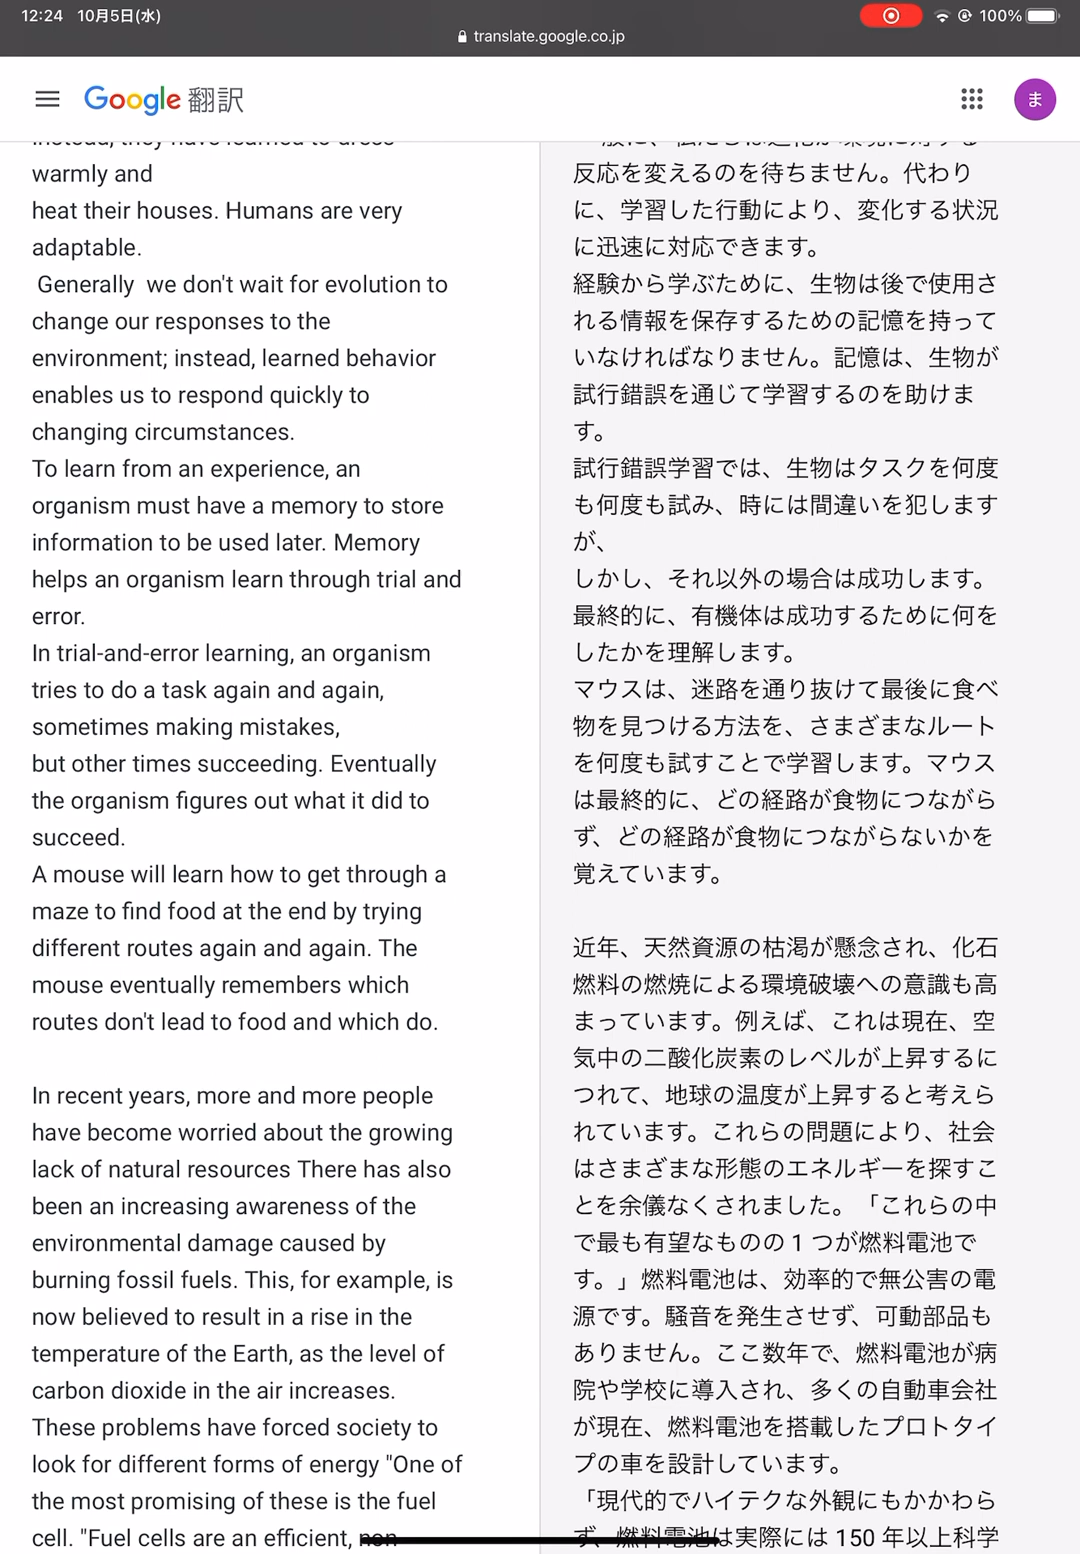 12:24 10月5日(水)
100%
translate.google.co.jp
Google 翻訳
ま
instead, they have learned to dress
warmly and
heat their houses. Humans are very
adaptable.
Generally we don't wait for evolution to
change our responses to the
environment; instead, learned behavior
enables us to respond quickly to
changing circumstances.
To learn from an experience, an
organism must have a memory to store
information to be used later. Memory
helps an organism learn through trial and
error.
In trial-and-error learning, an organism
tries to do a task again and again,
sometimes making mistakes,
but other times succeeding. Eventually
the organism figures out what it did to
succeed.
A mouse will learn how to get through a
maze to find food at the end by trying
different routes again and again. The
mouse eventually remembers which
routes don't lead to food and which do.
In recent years, more and more people
have become worried about the growing
lack of natural resources There has also
been an increasing awareness of the
environmental damage caused by
burning fossil fuels. This, for example, is
now believed to result in a rise in the
temperature of the Earth, as the level of
carbon dioxide in the air increases.
These problems have forced society to
look for different forms of energy "One of
the most promising of these is the fuel
cell. "Fuel cells are an efficient, non-
一般に、私たちは進化が環境に対する
反応を変えるのを待ちません。代わり
に、学習した行動により、変化する状況
に迅速に対応できます。
経験から学ぶために、生物は後で使用さ
れる情報を保存するための記憶を持って
いなければなりません。記憶は、生物が
試行錯誤を通じて学習するのを助けま
す。
試行錯誤学習では、生物はタスクを何度
も何度も試み、時には間違いを犯します
が、
しかし、それ以外の場合は成功します。
最終的に、有機体は成功するために何を
したかを理解します。
マウスは、迷路を通り抜けて最後に食べ
物を見つける方法を、さまざまなルート
を何度も試すことで学習します。マウス
は最終的に、どの経路が食物につながら
ず、どの経路が食物につながらないかを
覚えています。
近年、天然資源の枯渇が懸念され、化石
燃料の燃焼による環境破壊への意識も高
まっています。例えば、これは現在、空
気中の二酸化炭素のレベルが上昇するに
つれて、地球の温度が上昇すると考えら
れています。これらの問題により、社会
はさまざまな形態のエネルギーを探すこ
とを余儀なくされました。「これらの中
で最も有望なものの 1 つが燃料電池で
す。」燃料電池は、効率的で無公害の電
源です。騒音を発生させず、可動部品も
ありません。ここ数年で、燃料電池が病
院や学校に導入され、多くの自動車会社
が現在、燃料電池を搭載したプロトタイ
プの車を設計しています。
「現代的でハイテクな外観にもかかわら
ず、燃料電池は実際には 150 年以上科学